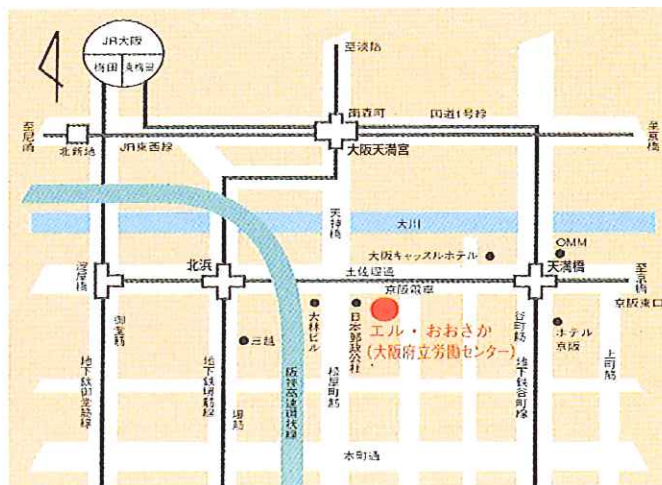 JR大阪
梅田
東梅田
至淡路
南森町
国道1号線
至尼崎
北新地
JR東西線
大阪天満宮
至京橋
天神橋
大川
大阪キャッスルホテル
OMM
淀屋橋
北浜
土佐堀通
京阪電車
天満橋
至京橋
京阪東口
御堂筋
地下鉄御堂筋線
地下鉄堺筋線
三越
堺筋
阪神高速環状線
大林ビル
松屋町筋
日本郵政公社
エル・おおさか
(大阪府立労働センター)
谷町筋
地下鉄谷町線
ホテル
京阪
上町筋
本町通